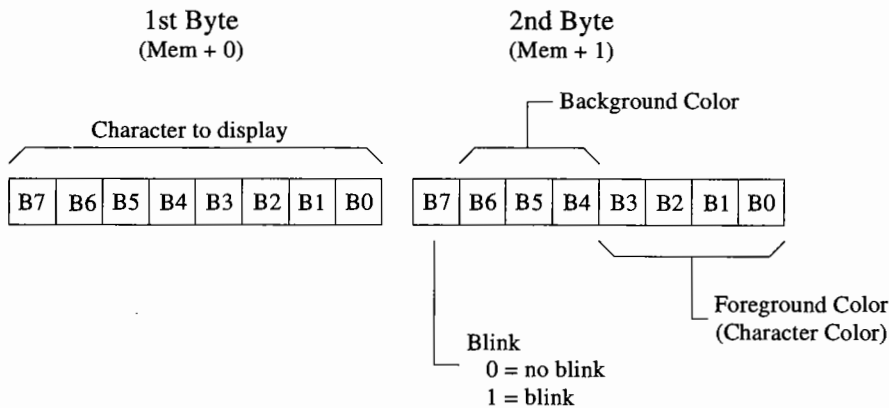 1st Byte
(Mem + 0)
2nd Byte
(Mem + 1)
Background Color
Character to display
B7 B6 B5 B4 B3 B2 B1 B0
B7 B6 B5 B4 B3 B2 B1 B0
Foreground Color
(Character Color)
Blink
0 = no blink
1 = blink